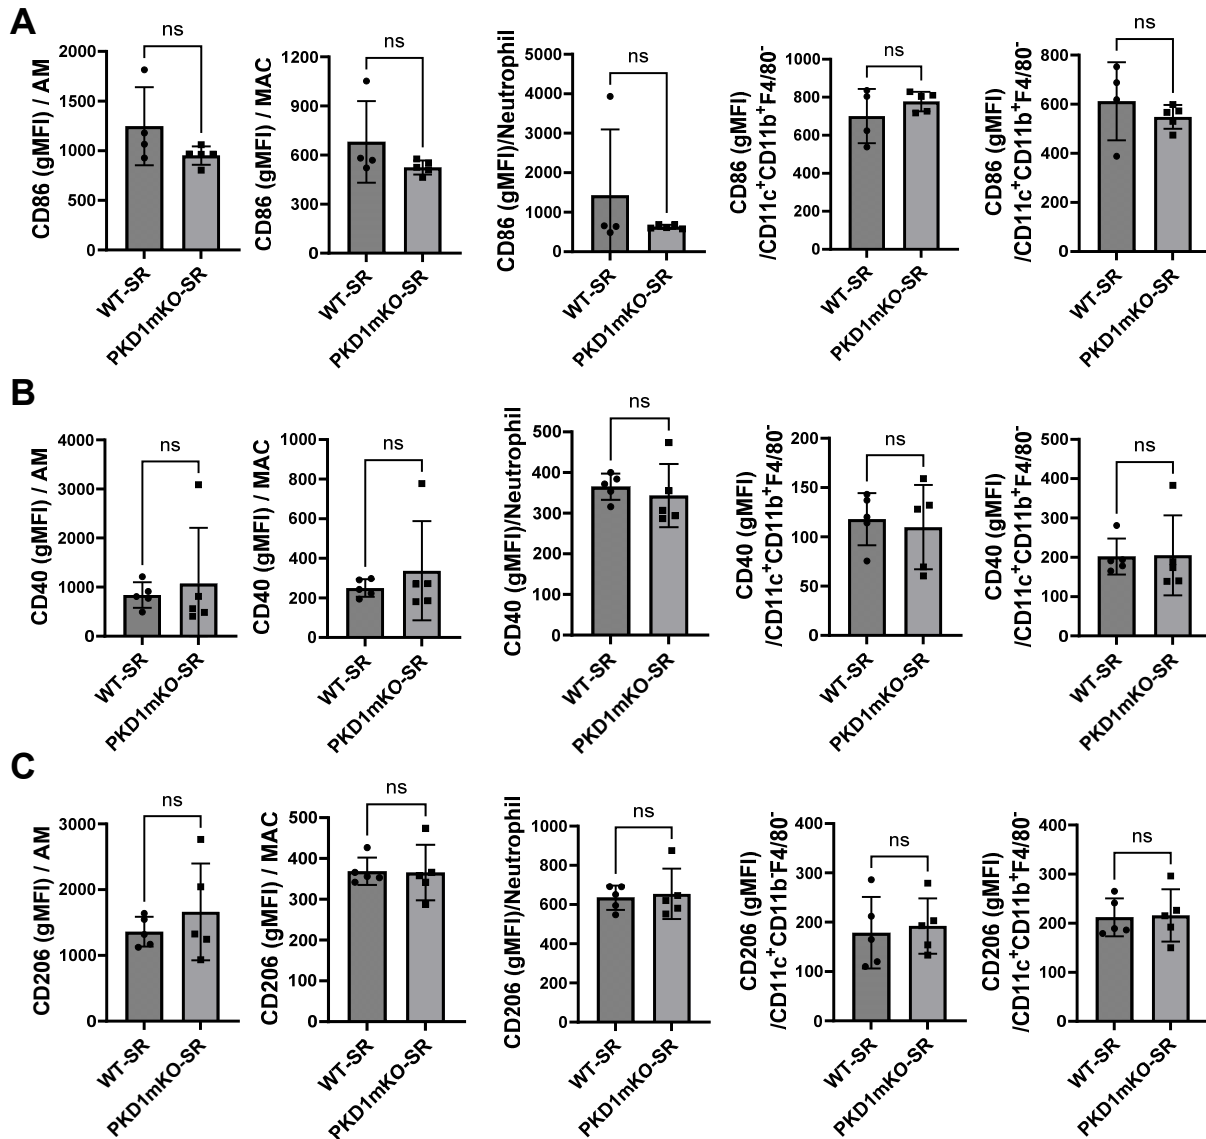 A
CD86 (gMFI) / AM
2000
1500
1000
500
0
ns
WT-SR
PKD1mKO-SR
CD86 (gMFI) / MAC
1200
900
600
300
0
ns
WT-SR
PKD1mKO-SR
CD86 (gMFI)/Neutrophil
5000
4000
3000
2000
1000
0
ns
WT-SR
PKD1mKO-SR
CD86 (gMFI)
/CD11c⁺CD11b⁺F4/80⁻
1000
800
600
400
200
0
ns
WT-SR
PKD1mKO-SR
CD86 (gMFI)
/CD11c⁺CD11b⁺F4/80⁻
800
600
400
200
0
ns
WT-SR
PKD1mKO-SR
B
CD40 (gMFI) / AM
4000
3000
2000
1000
0
ns
WT-SR
PKD1mKO-SR
CD40 (gMFI) / MAC
1000
800
600
400
200
0
ns
WT-SR
PKD1mKO-SR
CD40 (gMFI)/Neutrophil
500
400
300
200
100
0
ns
WT-SR
PKD1mKO-SR
CD40 (gMFI)
/CD11c⁺CD11b⁺F4/80⁻
200
150
100
50
0
ns
WT-SR
PKD1mKO-SR
CD40 (gMFI)
/CD11c⁺CD11b⁺F4/80⁻
500
400
300
200
100
0
ns
WT-SR
PKD1mKO-SR
C
CD206 (gMFI) / AM
3000
2000
1000
0
ns
WT-SR
PKD1mKO-SR
CD206 (gMFI) / MAC
500
400
300
200
100
0
ns
WT-SR
PKD1mKO-SR
CD206 (gMFI)/Neutrophil
1000
800
600
400
200
0
ns
WT-SR
PKD1mKO-SR
CD206 (gMFI)
/CD11c⁺CD11b⁻F4/80⁻
400
300
200
100
0
ns
WT-SR
PKD1mKO-SR
CD206 (gMFI)
/CD11c⁺CD11b⁺F4/80⁻
400
300
200
100
0
ns
WT-SR
PKD1mKO-SR